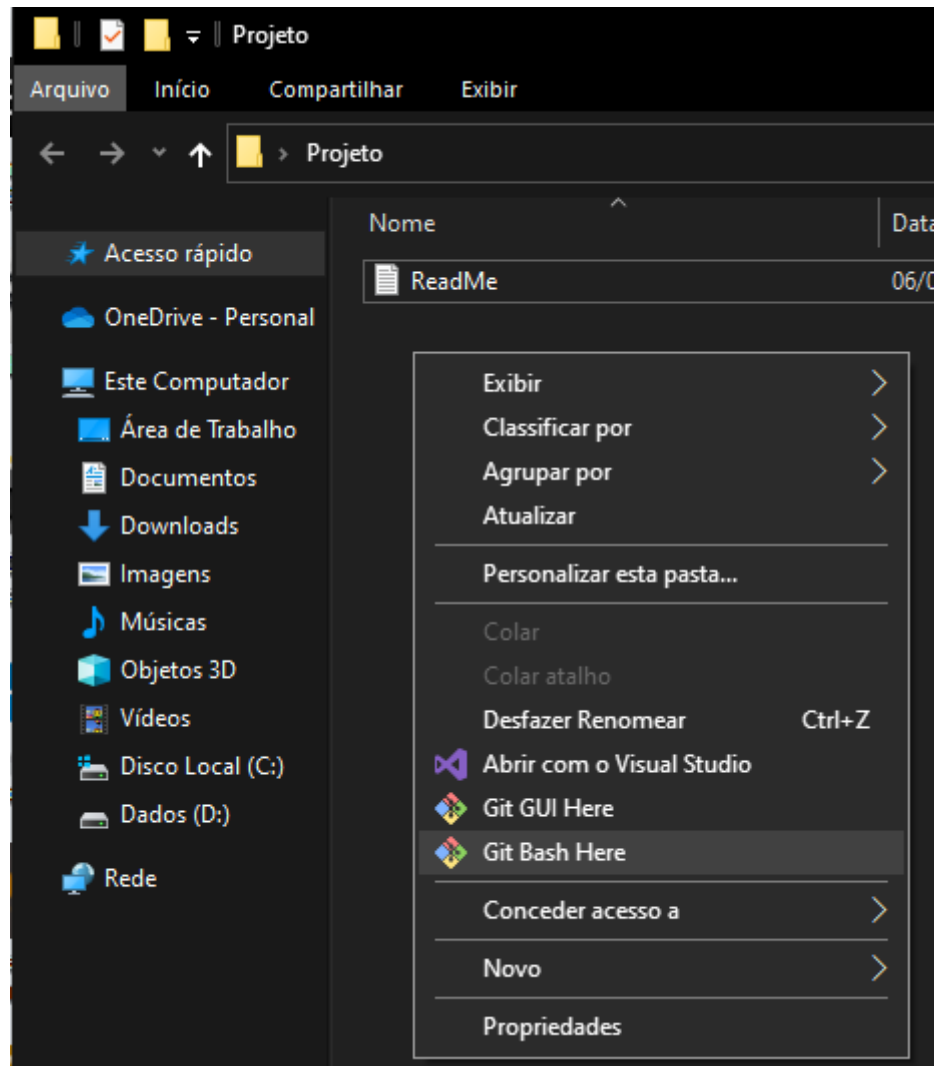 Projeto
Arquivo Início Compartilhar Exibir
Projeto
Nome Data
Acesso rápido
ReadMe 06/0
OneDrive - Personal
Este Computador
Área de Trabalho
Documentos
Downloads
Imagens
Músicas
Objetos 3D
Vídeos
Disco Local (C:)
Dados (D:)
Rede
Exibir
Classificar por
Agrupar por
Atualizar
Personalizar esta pasta...
Colar
Colar atalho
Desfazer Renomear Ctrl+Z
Abrir com o Visual Studio
Git GUI Here
Git Bash Here
Conceder acesso a
Novo
Propriedades